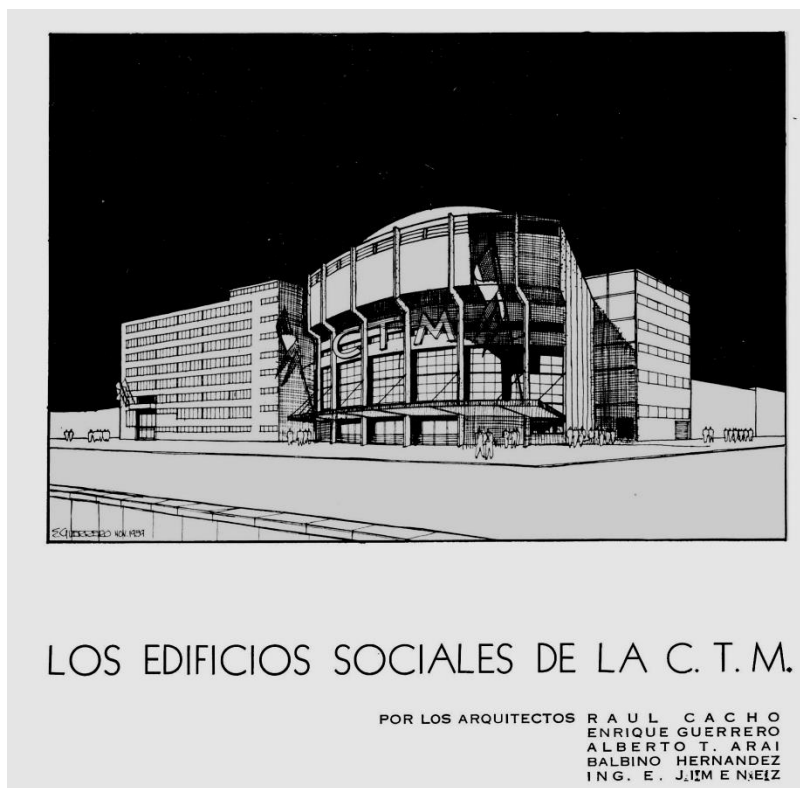 CTM
E.GUERRERO NOV. 1937
LOS EDIFICIOS SOCIALES DE LA C. T. M.
POR LOS ARQUITECTOS RAUL CACHO
ENRIQUE GUERRERO
ALBERTO T. ARAI
BALBINO HERNANDEZ
ING. E.